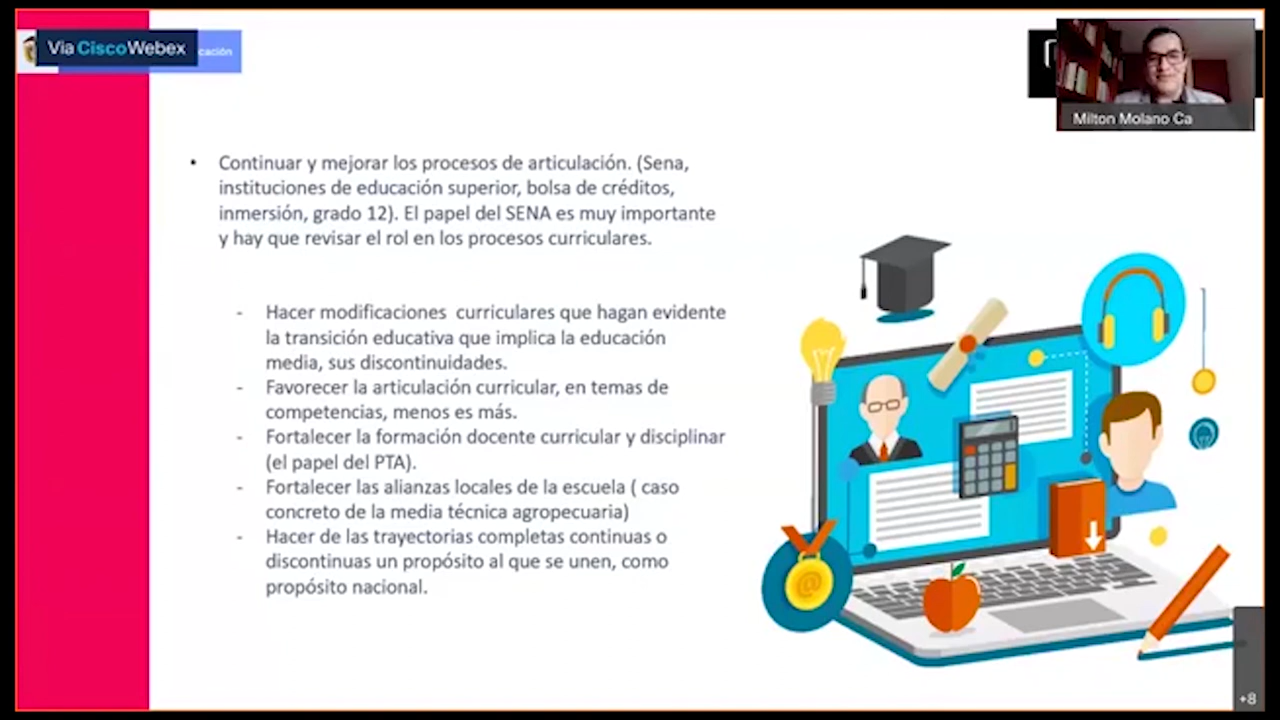 Via CiscoWebex
cación
Milton Molano Ca
• Continuar y mejorar los procesos de articulación. (Sena,
instituciones de educación superior, bolsa de créditos,
inmersión, grado 12). El papel del SENA es muy importante
y hay que revisar el rol en los procesos curriculares.
- Hacer modificaciones curriculares que hagan evidente
la transición educativa que implica la educación
media, sus discontinuidades.
- Favorecer la articulación curricular, en temas de
competencias, menos es más.
- Fortalecer la formación docente curricular y disciplinar
(el papel del PTA).
- Fortalecer las alianzas locales de la escuela ( caso
concreto de la media técnica agropecuaria)
- Hacer de las trayectorias completas continuas o
discontinuas un propósito al que se unen, como
propósito nacional.
@
+8